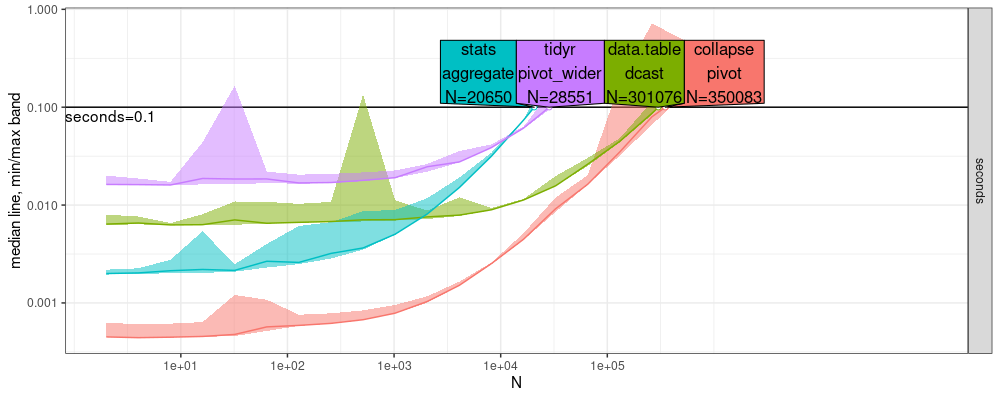 1.000
0.100
0.010
0.001
median line, min/max band
seconds=0.1
stats
aggregate
N=20650
tidyr
pivot_wider
N=28551
data.table
dcast
N=301076
collapse
pivot
N=350083
seconds
1e+01
1e+02
1e+03
1e+04
1e+05
N